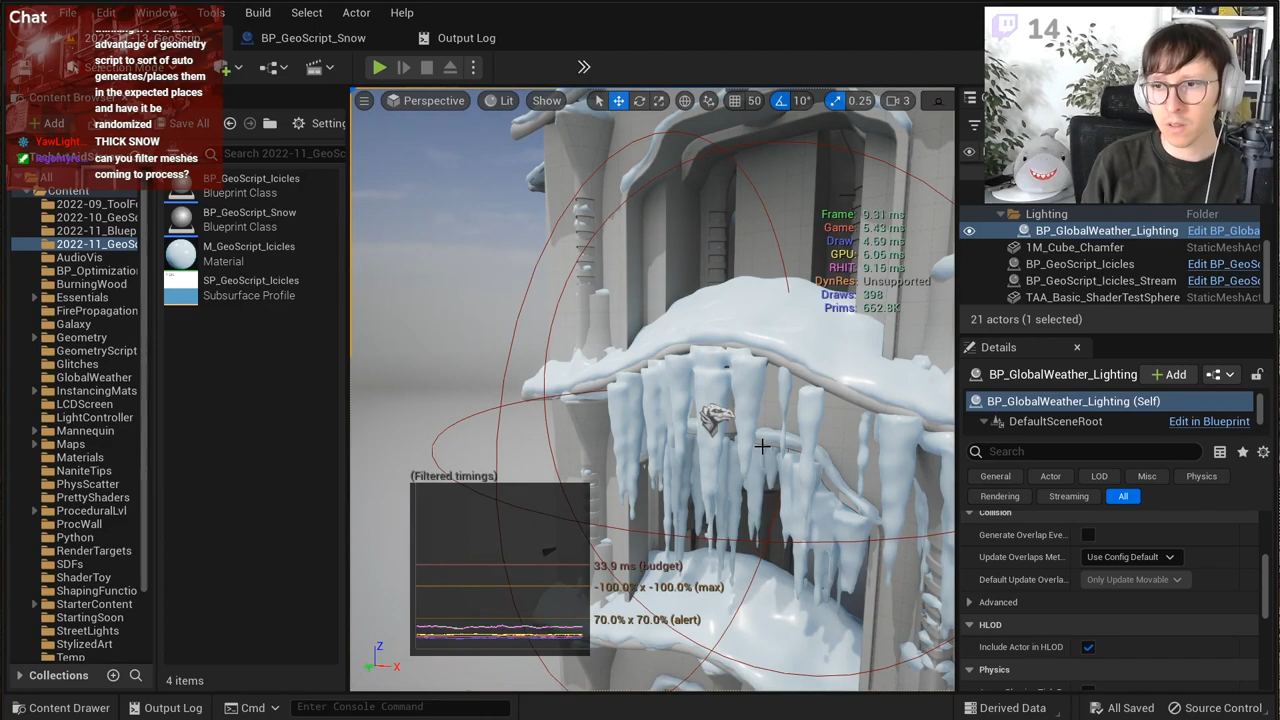 Chat
File
Edit
Window
Tools
Build
Select
Actor
Help
advantage of geometry
script to sort of auto
generates/places them
in the expected places
and have it be
randomized
YawLight...
THICK SNOW
can you filter meshes
coming to process?
BP_GeoScript_Snow
Output Log
Content Browser
Add
Save All
Setting
Search 2022-11_GeoSc
Perspective
Lit
Show
50
10°
0.25
3
14
All
Content
2022-09_ToolF
2022-10_GeoS
2022-11_Bluep
2022-11_GeoSc
AudioVis
BP_Optimizatio
BurningWood
Essentials
FirePropagation
Galaxy
Geometry
GeometryScript
Glitches
GlobalWeather
InstancingMats
LCDScreen
LightController
Mannequin
Maps
Materials
NaniteTips
PhysScatter
PrettyShaders
ProceduralLvl
ProcWall
Python
RenderTargets
SDFs
ShaderToy
ShapingFunctio
StarterContent
StartingSoon
StreetLights
StylizedArt
Temp
Collections
BP_GeoScript_Icicles
Blueprint Class
BP_GeoScript_Snow
Blueprint Class
M_GeoScript_Icicles
Material
SP_GeoScript_Icicles
Subsurface Profile
4 items
Frame: 9.31 ms
Game: 5.43 ms
Draw: 4.69 ms
GPU: 6.05 ms
RHIT: 9.15 ms
DynRes: Unsupported
Draws: 398
Prims: 662.8K
(Filtered timings)
33.9 ms (budget)
-100.0% x -100.0% (max)
70.0% x 70.0% (alert)
Z
X
Lighting
Folder
BP_GlobalWeather_Lighting
Edit BP_Globa
1M_Cube_Chamfer
StaticMeshAct
BP_GeoScript_Icicles
Edit BP_GeoSc
BP_GeoScript_Icicles_Stream
Edit BP_GeoSc
TAA_Basic_ShaderTestSphere
StaticMeshAct
21 actors (1 selected)
Details
BP_GlobalWeather_Lighting
Add
BP_GlobalWeather_Lighting (Self)
DefaultSceneRoot
Edit in Blueprint
Search
General
Actor
LOD
Misc
Physics
Rendering
Streaming
All
Collision
Generate Overlap Eve...
Update Overlaps Met...
Use Config Default
Default Update Overla...
Only Update Movable
Advanced
HLOD
Include Actor in HLOD
Physics
Content Drawer
Output Log
Cmd
Enter Console Command
Derived Data
All Saved
Source Control